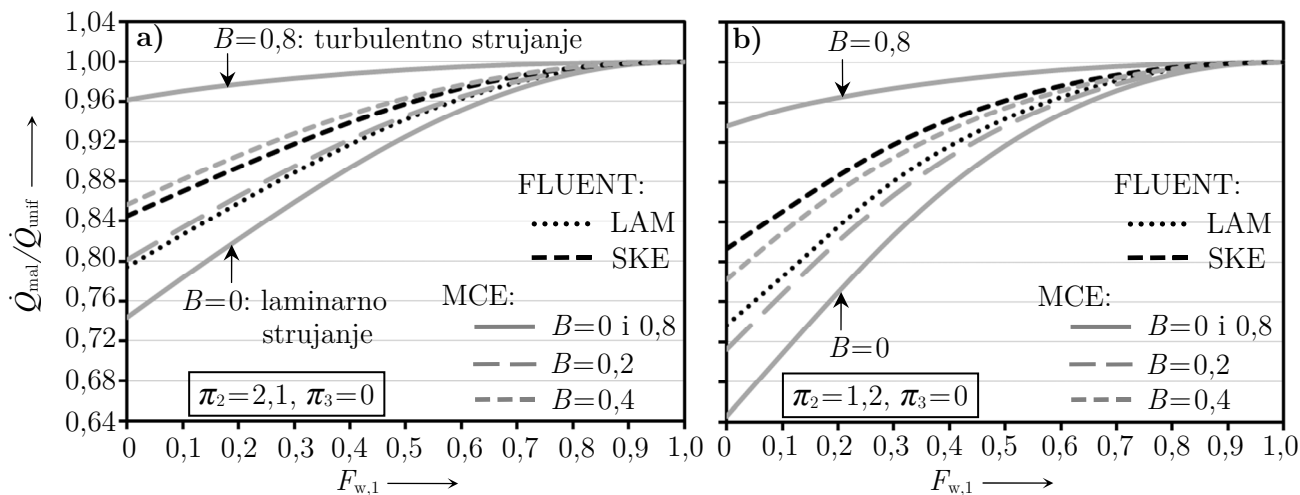 a)
B=0,8: turbulentno strujanje
FLUENT:
LAM
SKE
B=0: laminarno
strujanje
MCE:
B=0 i 0,8
B=0,2
B=0,4
π₂=2,1, π₃=0
1,04
1,00
0,96
0,92
0,88
0,84
0,80
0,76
0,72
0,68
0,64
Q̇mal/Q̇unif
0 0,1 0,2 0,3 0,4 0,5 0,6 0,7 0,8 0,9 1,0
Fw,1
b)
B=0,8
FLUENT:
LAM
SKE
B=0
MCE:
B=0 i 0,8
B=0,2
B=0,4
π₂=1,2, π₃=0
0 0,1 0,2 0,3 0,4 0,5 0,6 0,7 0,8 0,9 1,0
Fw,1